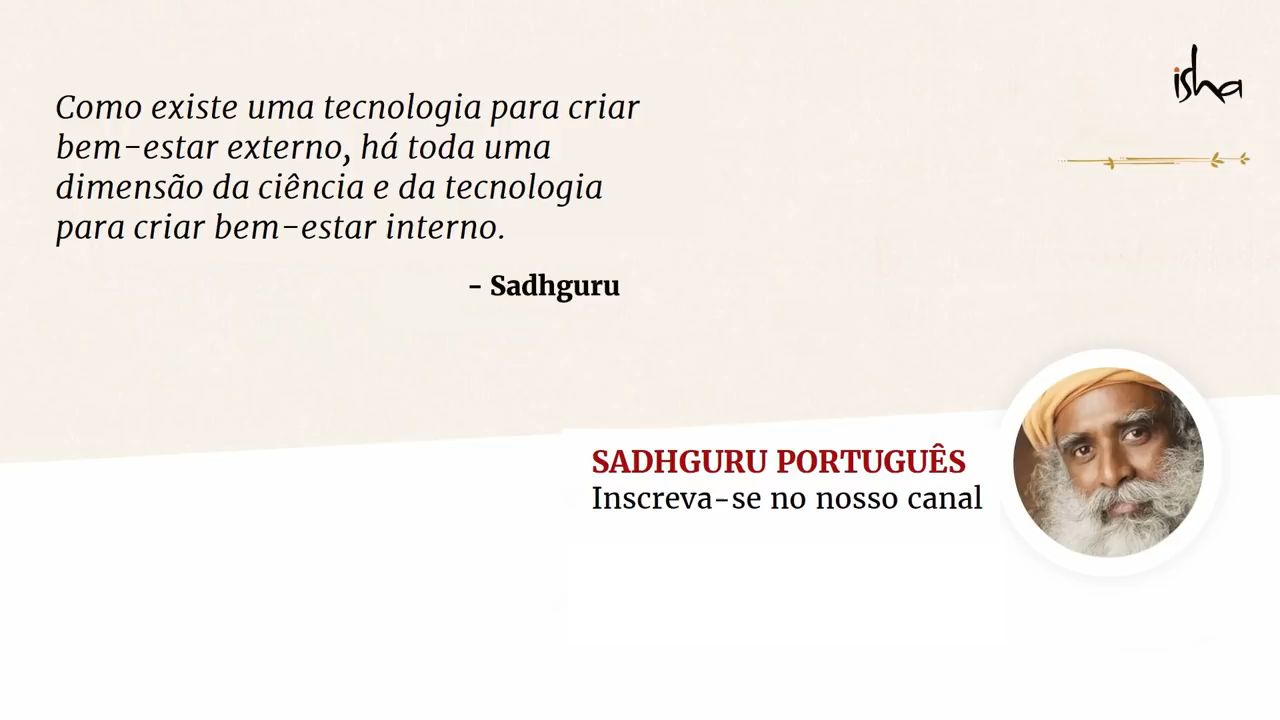 Como existe uma tecnologia para criar
bem-estar externo, há toda uma
dimensão da ciência e da tecnologia
para criar bem-estar interno.
- Sadhguru
isha
SADHGURU PORTUGUÊS
Inscreva-se no nosso canal